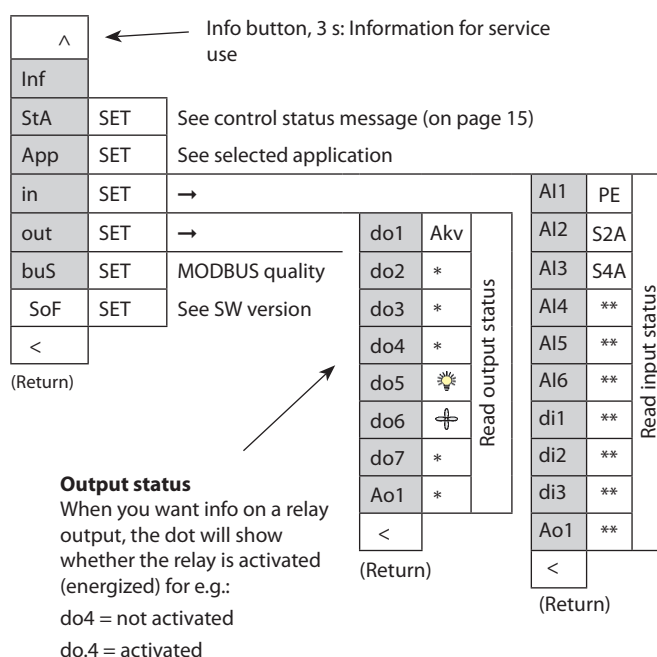 ^
Info button, 3 s: Information for service
use
Inf
StA SET See control status message (on page 15)
App SET See selected application
in SET →
out SET →
buS SET MODBUS quality
SoF SET See SW version
<
(Return)
do1 Akv
do2 *
do3 *
do4 *
do5
do6
do7 *
Ao1 *
<
(Return)
Read output status
AI1 PE
AI2 S2A
AI3 S4A
AI4 **
AI5 **
AI6 **
di1 **
di2 **
di3 **
Ao1 **
<
(Return)
Read input status
Output status
When you want info on a relay
output, the dot will show
whether the relay is activated
(energized) for e.g.:
do4 = not activated
do.4 = activated